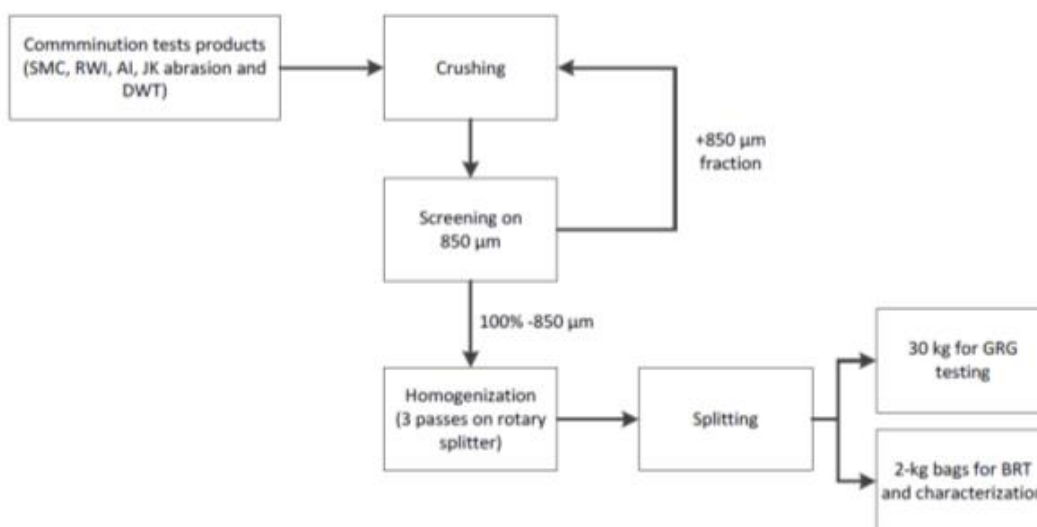 Commminution tests products
(SMC, RWI, AI, JK abrasion and
DWT)
Crushing
+850 µm
fraction
Screening on
850 µm
100% -850 µm
Homogenization
(3 passes on rotary
splitter)
Splitting
30 kg for GRG
testing
2-kg bags for BRT
and characterization